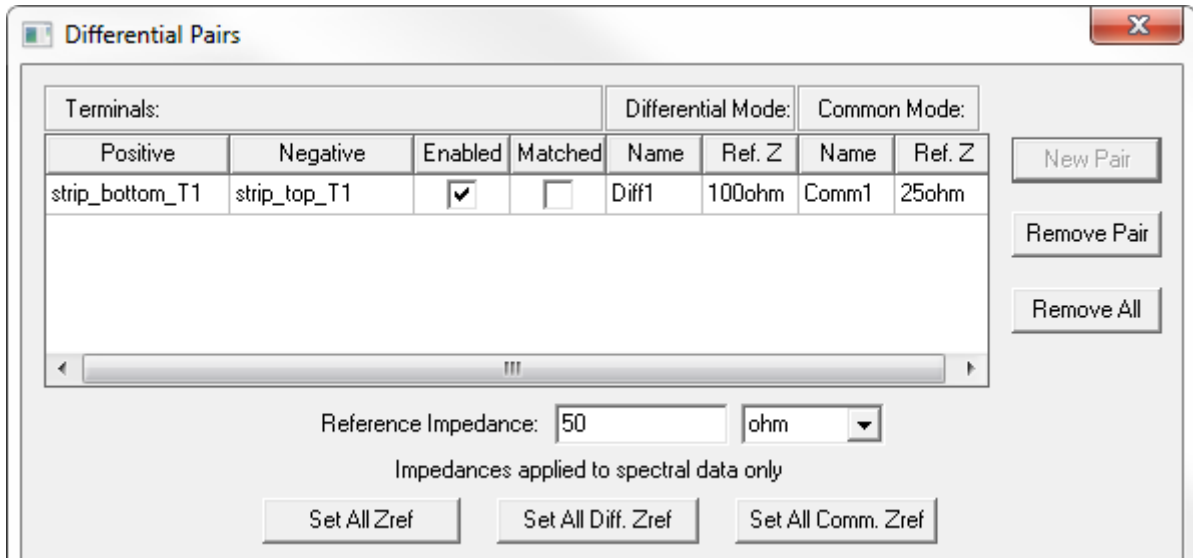 Differential Pairs
Terminals: Differential Mode: Common Mode:
Positive Negative Enabled Matched Name Ref. Z Name Ref. Z
strip_bottom_T1 strip_top_T1 Diff1 100ohm Comm1 25ohm
New Pair
Remove Pair
Remove All
Reference Impedance: 50 ohm
Impedances applied to spectral data only
Set All Zref Set All Diff. Zref Set All Comm. Zref